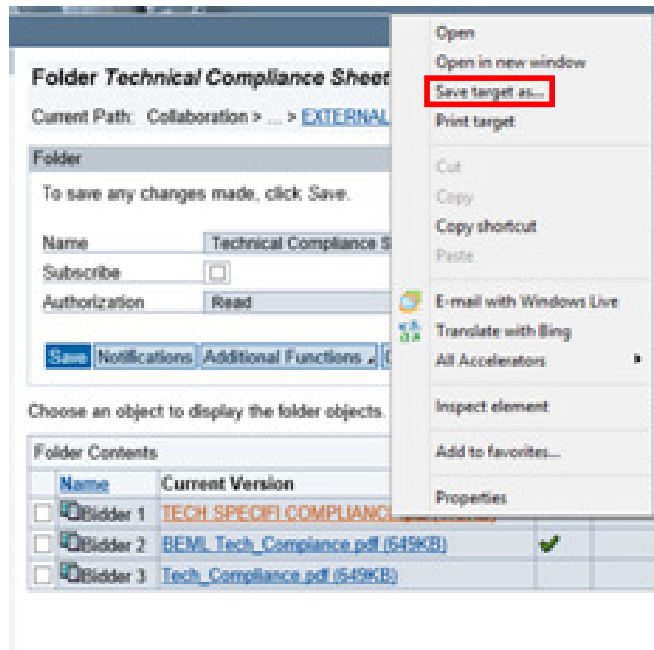 Folder Technical Compliance Sheet
Current Path: Collaboration > ... > EXTERNAL
Folder
To save any changes made, click Save.
Name Technical Compliance S
Subscribe
Authorization Read
Save Notifications Additional Functions
Choose an object to display the folder objects.
Folder Contents
Name Current Version
Bidder 1 TECH SPECIFI COMPLIANC
Bidder 2 BEML Tech_Compiance.pdf (649KB)
Bidder 3 Tech_Compliance.pdf (649KB)
Open
Open in new window
Save target as...
Print target
Cut
Copy
Copy shortcut
Paste
E-mail with Windows Live
Translate with Bing
All Accelerators
Inspect element
Add to favorites...
Properties